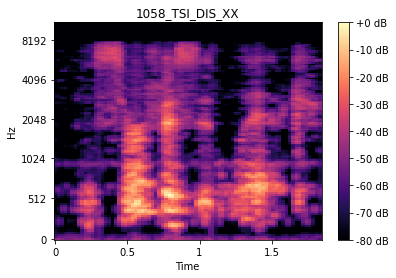 1058_TSI_DIS_XX
8192
4096
2048
1024
512
0
Hz
0
0.5
1
1.5
Time
+0 dB
-10 dB
-20 dB
-30 dB
-40 dB
-50 dB
-60 dB
-70 dB
-80 dB